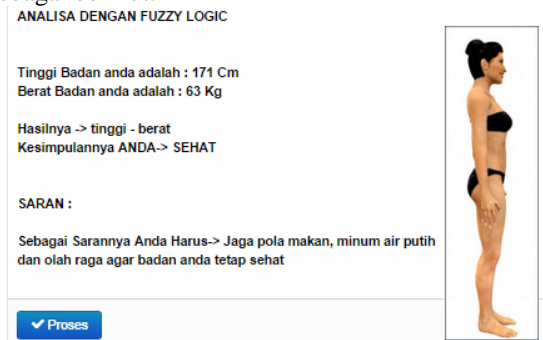 ANALISA DENGAN FUZZY LOGIC
Tinggi Badan anda adalah : 171 Cm
Berat Badan anda adalah : 63 Kg
Hasilnya -> tinggi - berat
Kesimpulannya ANDA-> SEHAT
SARAN :
Sebagai Sarannya Anda Harus-> Jaga pola makan, minum air putih
dan olah raga agar badan anda tetap sehat
Proses